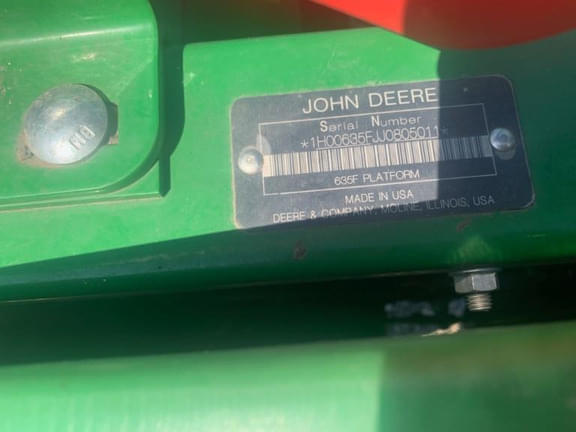 JOHN DEERE
Serial Number
*1H00635FJJ0805011*
635F PLATFORM
MADE IN USA
DEERE & COMPANY, MOLINE, ILLINOIS, USA